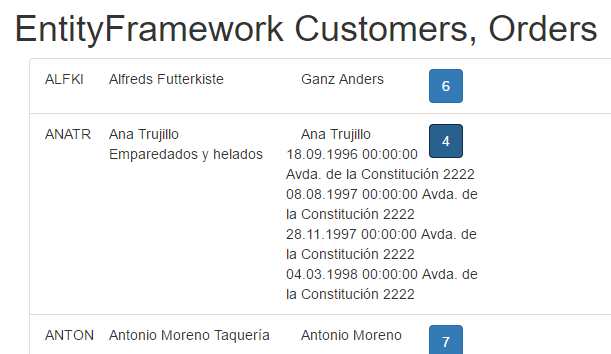 EntityFramework Customers, Orders
ALFKI Alfreds Futterkiste Ganz Anders 6
ANATR Ana Trujillo Ana Trujillo 4
Emparedados y helados 18.09.1996 00:00:00
Avda. de la Constitución 2222
08.08.1997 00:00:00 Avda. de
la Constitución 2222
28.11.1997 00:00:00 Avda. de
la Constitución 2222
04.03.1998 00:00:00 Avda. de
la Constitución 2222
ANTON Antonio Moreno Taquería Antonio Moreno 7